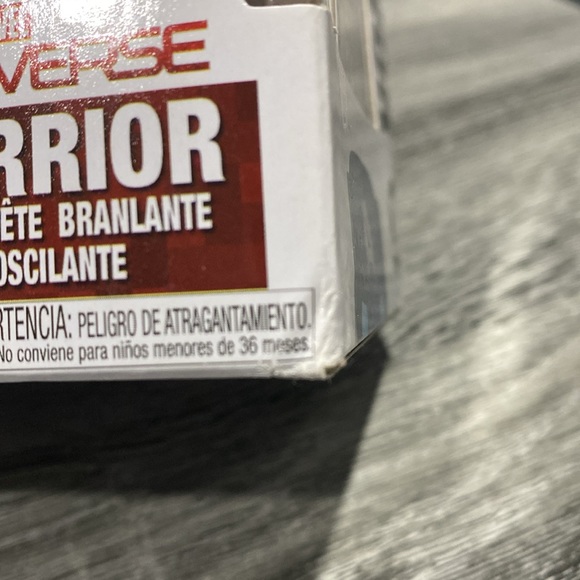 VERSE
RRIOR
ÊTE BRANLANTE
OSCILANTE
RTENCIA: PELIGRO DE ATRAGANTAMIENTO.
No conviene para niños menores de 36 meses.